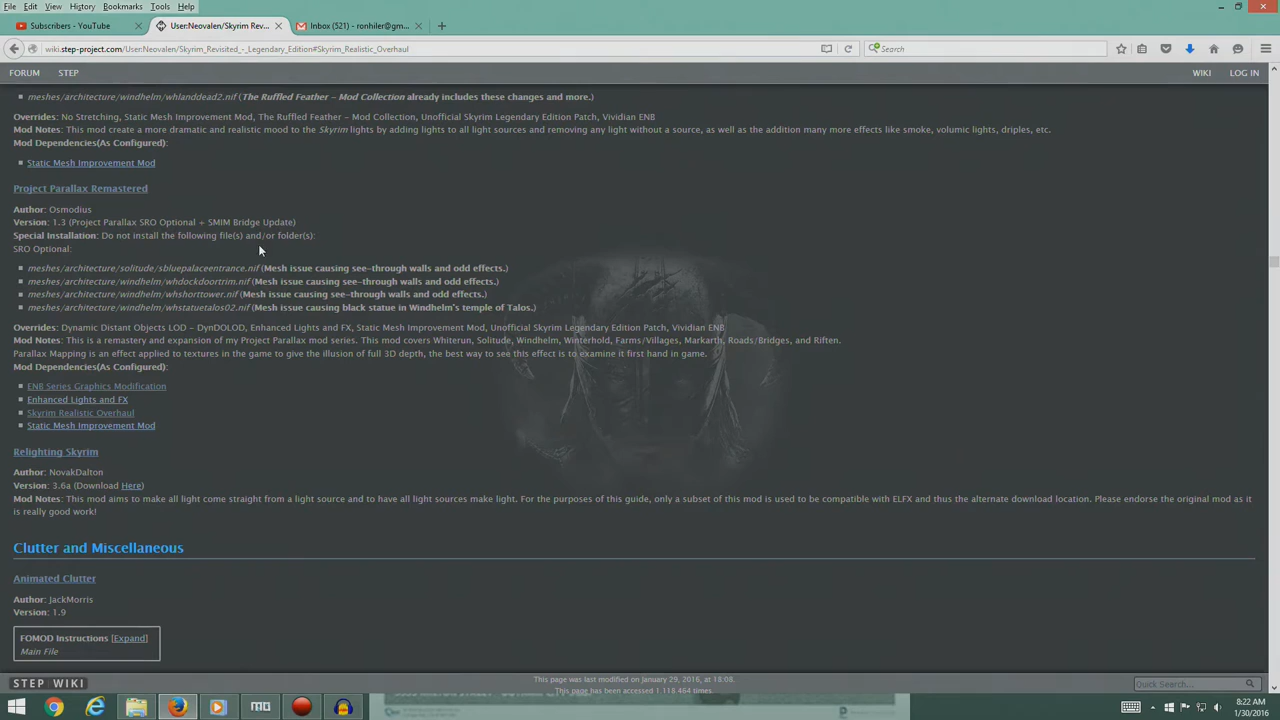 File Edit View History Bookmarks Tools Help
Subscribers - YouTube
User:Neovalen/Skyrim Rev...
Inbox (521) - ronhiler@gm...
wiki.step-project.com/User:Neovalen/Skyrim_Revisited_-_Legendary_Edition#Skyrim_Realistic_Overhaul
Search
FORUM STEP WIKI LOG IN
meshes/architecture/windhelm/whlanddead2.nif (The Ruffled Feather - Mod Collection already includes these changes and more.)
Overrides: No Stretching, Static Mesh Improvement Mod, The Ruffled Feather - Mod Collection, Unofficial Skyrim Legendary Edition Patch, Vividian ENB
Mod Notes: This mod create a more dramatic and realistic mood to the Skyrim lights by adding lights to all light sources and removing any light without a source, as well as the addition many more effects like smoke, volumic lights, driples, etc.
Mod Dependencies(As Configured):
Static Mesh Improvement Mod
Project Parallax Remastered
Author: Osmodius
Version: 1.3 (Project Parallax SRO Optional + SMIM Bridge Update)
Special Installation: Do not install the following file(s) and/or folder(s):
SRO Optional:
meshes/architecture/solitude/sbluepalaceentrance.nif (Mesh issue causing see-through walls and odd effects.)
meshes/architecture/windhelm/whdockdoortrim.nif (Mesh issue causing see-through walls and odd effects.)
meshes/architecture/windhelm/whshorttower.nif (Mesh issue causing see-through walls and odd effects.)
meshes/architecture/windhelm/whstatuetalos02.nif (Mesh issue causing black statue in Windhelm's temple of Talos.)
Overrides: Dynamic Distant Objects LOD - DynDOLOD, Enhanced Lights and FX, Static Mesh Improvement Mod, Unofficial Skyrim Legendary Edition Patch, Vividian ENB
Mod Notes: This is a remastery and expansion of my Project Parallax mod series. This mod covers Whiterun, Solitude, Windhelm, Winterhold, Farms/Villages, Markarth, Roads/Bridges, and Riften.
Parallax Mapping is an effect applied to textures in the game to give the illusion of full 3D depth, the best way to see this effect is to examine it first hand in game.
Mod Dependencies(As Configured):
ENB Series Graphics Modification
Enhanced Lights and FX
Skyrim Realistic Overhaul
Static Mesh Improvement Mod
Relighting Skyrim
Author: NovakDalton
Version: 3.6a (Download Here)
Mod Notes: This mod aims to make all light come straight from a light source and to have all light sources make light. For the purposes of this guide, only a subset of this mod is used to be compatible with ELFX and thus the alternate download location. Please endorse the original mod as it
is really good work!
Clutter and Miscellaneous
Animated Clutter
Author: JackMorris
Version: 1.9
FOMOD Instructions [Expand]
Main File
STEP WIKI
This page was last modified on January 29, 2016, at 18:08.
This page has been accessed 1,118,464 times.
Quick Search...
8:22 AM
1/30/2016